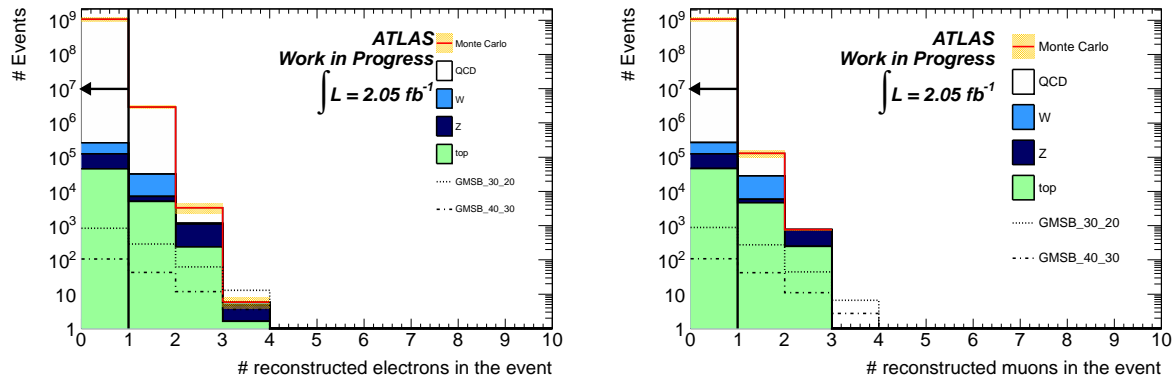 # Events
10⁹
10⁸
10⁷
10⁶
10⁵
10⁴
10³
10²
10
1
ATLAS
Work in Progress
∫ L = 2.05 fb⁻¹
Monte Carlo
QCD
W
Z
top
GMSB_30_20
GMSB_40_30
0 1 2 3 4 5 6 7 8 9 10
# reconstructed electrons in the event
# Events
10⁹
10⁸
10⁷
10⁶
10⁵
10⁴
10³
10²
10
1
ATLAS
Work in Progress
∫ L = 2.05 fb⁻¹
Monte Carlo
QCD
W
Z
top
GMSB_30_20
GMSB_40_30
0 1 2 3 4 5 6 7 8 9 10
# reconstructed muons in the event